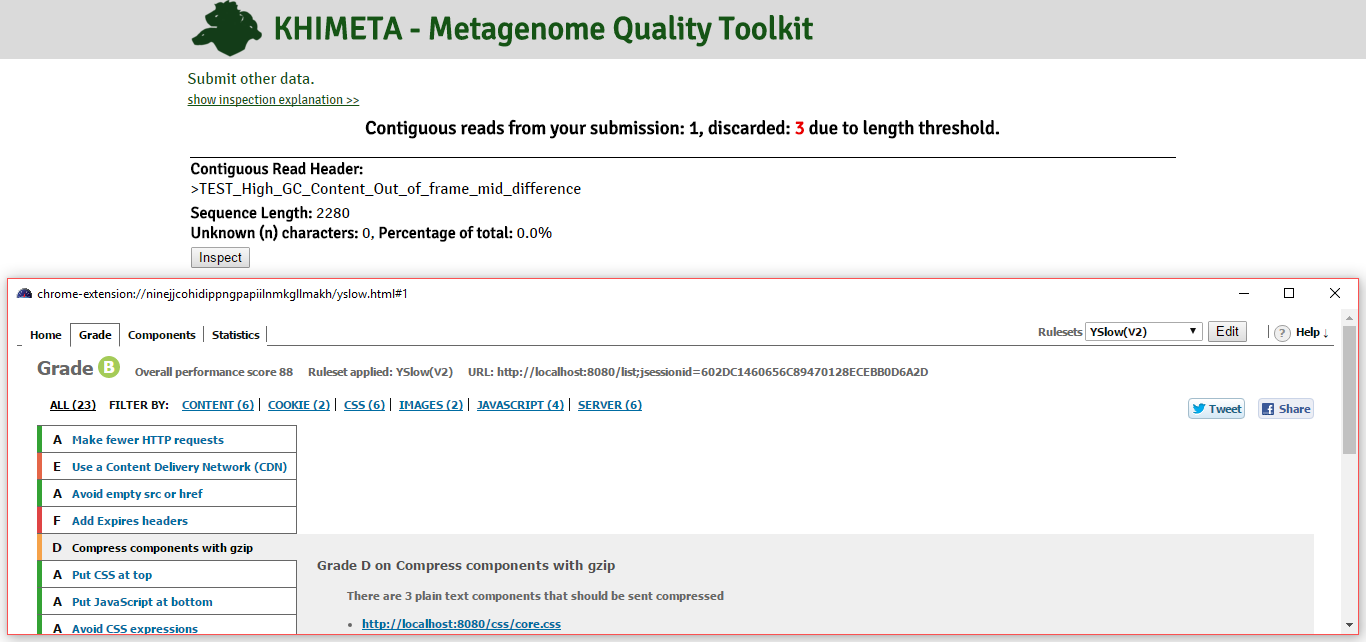 KHIMETA - Metagenome Quality Toolkit
Submit other data.
show inspection explanation >>
Contiguous reads from your submission: 1, discarded: 3 due to length threshold.
Contiguous Read Header:
>TEST_High_GC_Content_Out_of_frame_mid_difference
Sequence Length: 2280
Unknown (n) characters: 0, Percentage of total: 0.0%
Inspect
chrome-extension://ninejjcohidippngpapiilnmkgllmakh/yslow.html#1
Home Grade Components Statistics Rulesets YSlow(V2) Edit ? Help ↓
Grade B Overall performance score 88 Ruleset applied: YSlow(V2) URL: http://localhost:8080/list;jsessionid=602DC1460656C89470128ECEBB0D6A2D
ALL (23) FILTER BY: CONTENT (6) | COOKIE (2) | CSS (6) | IMAGES (2) | JAVASCRIPT (4) | SERVER (6)
Tweet Share
A Make fewer HTTP requests
E Use a Content Delivery Network (CDN)
A Avoid empty src or href
F Add Expires headers
D Compress components with gzip
A Put CSS at top
A Put JavaScript at bottom
A Avoid CSS expressions
Grade D on Compress components with gzip
There are 3 plain text components that should be sent compressed
• http://localhost:8080/css/core.css